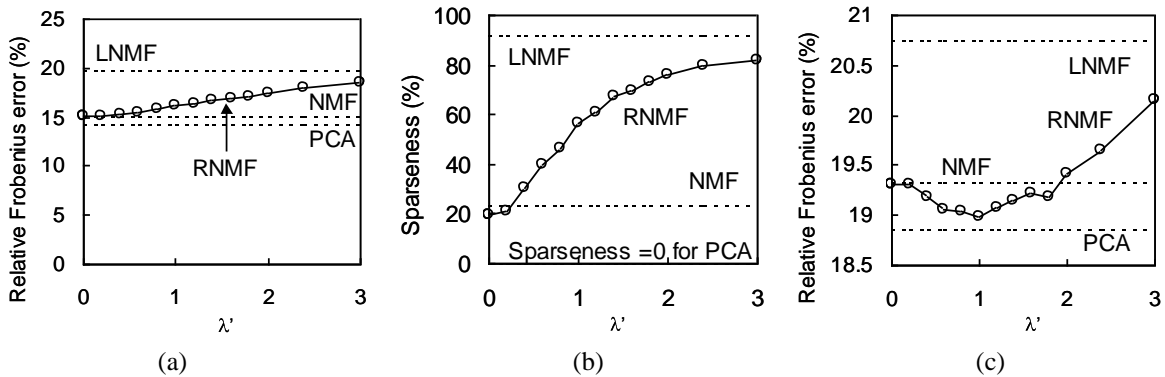 Relative Frobenius error (%)
25
20
15
10
5
0
LNMF
NMF
PCA
RNMF
0 1 2 3
λ'
(a)
Sparseness (%)
100
80
60
40
20
0
LNMF
RNMF
NMF
Sparseness =0 for PCA
0 1 2 3
λ'
(b)
Relative Frobenius error (%)
21
20.5
20
19.5
19
18.5
LNMF
RNMF
NMF
PCA
0 1 2 3
λ'
(c)